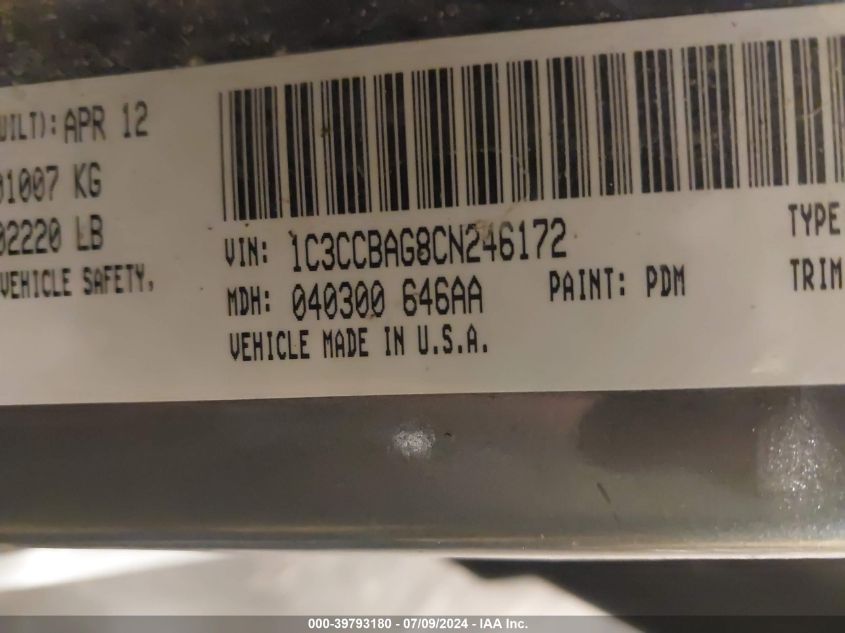 UILT): APR 12
01007 KG
02220 LB
VEHICLE SAFETY,
VIN: 1C3CCBAG8CN246172
TYPE
MDH: 040300 646AA
PAINT: PDM
TRIM
VEHICLE MADE IN U.S.A.
000-39793180 - 07/09/2024 - IAA Inc.